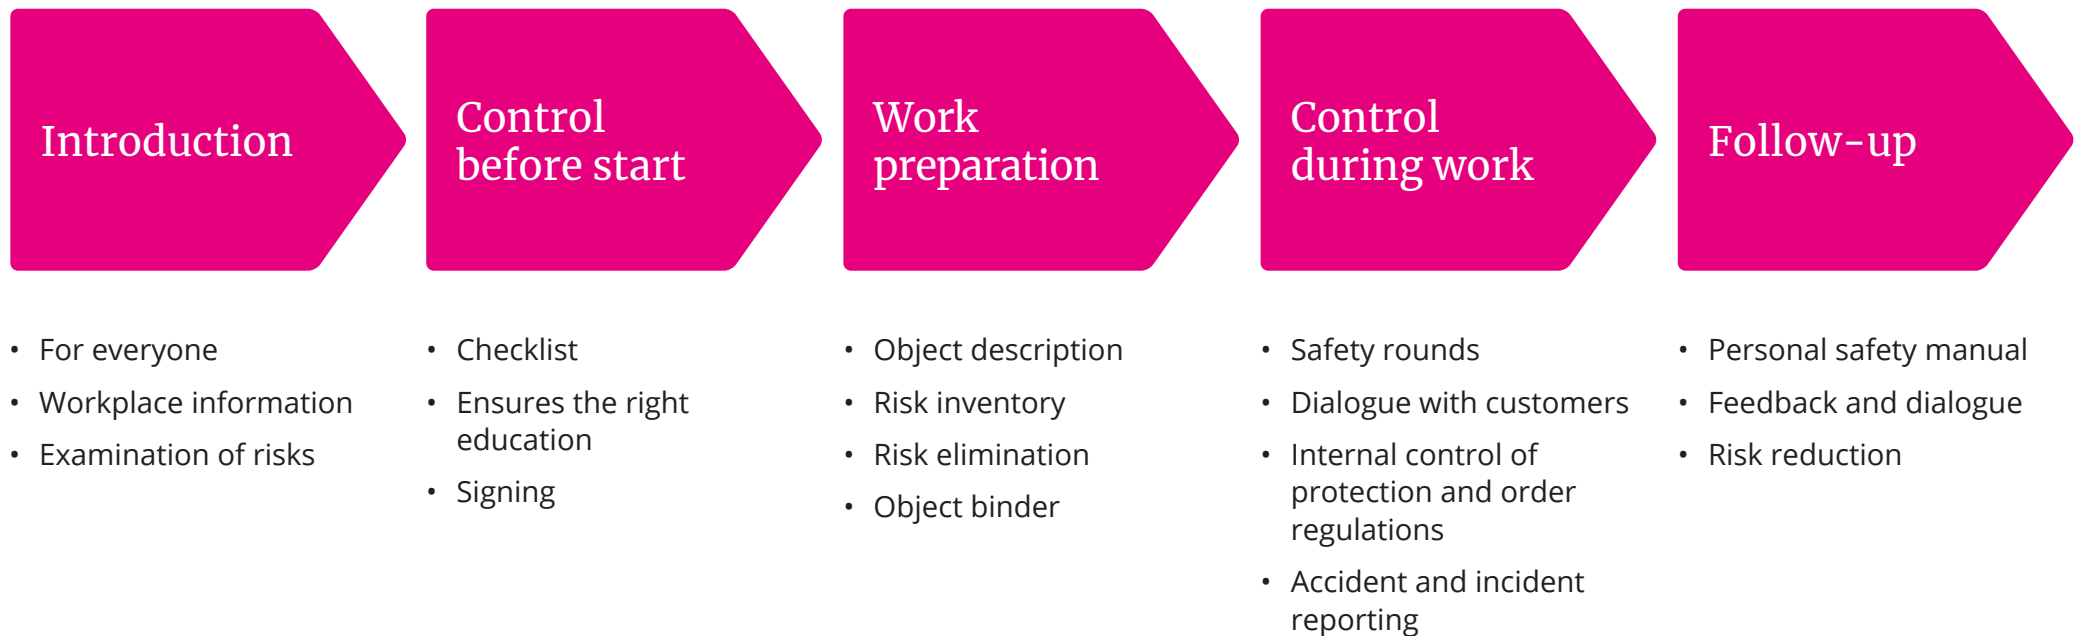 Introduction
• For everyone
• Workplace information
• Examination of risks
Control
before start
• Checklist
• Ensures the right
education
• Signing
Work
preparation
• Object description
• Risk inventory
• Risk elimination
• Object binder
Control
during work
• Safety rounds
• Dialogue with customers
• Internal control of
protection and order
regulations
• Accident and incident
reporting
Follow-up
• Personal safety manual
• Feedback and dialogue
• Risk reduction